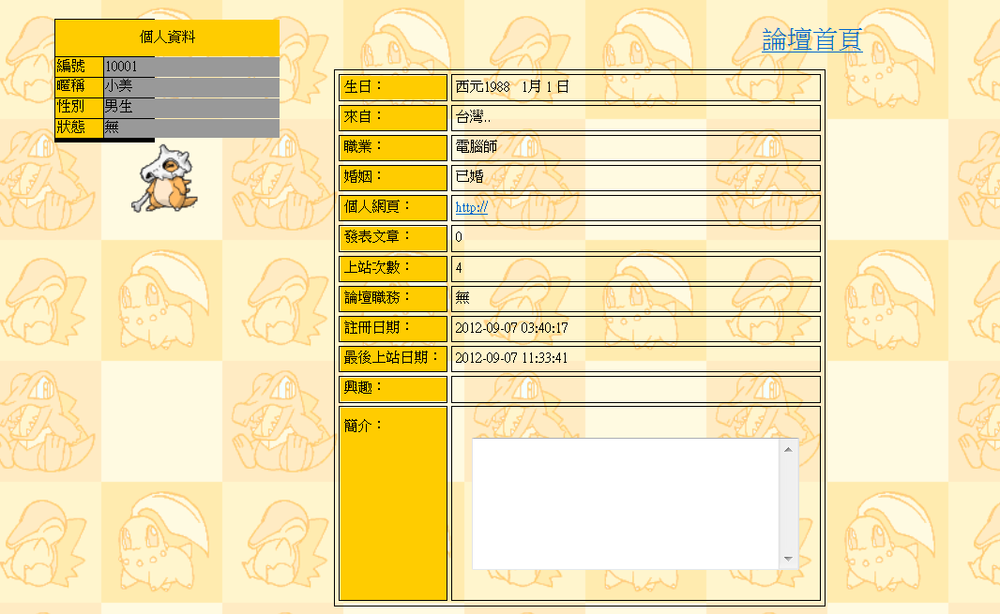 個人資料
編號 10001
暱稱 小美
性別 男生
狀態 無
論壇首頁
生日： 西元1988 1月 1 日
來自： 台灣..
職業： 電腦師
婚姻： 已婚
個人網頁： http://
發表文章： 0
上站次數： 4
論壇職務： 無
註冊日期： 2012-09-07 03:40:17
最後上站日期： 2012-09-07 11:33:41
興趣：
簡介：